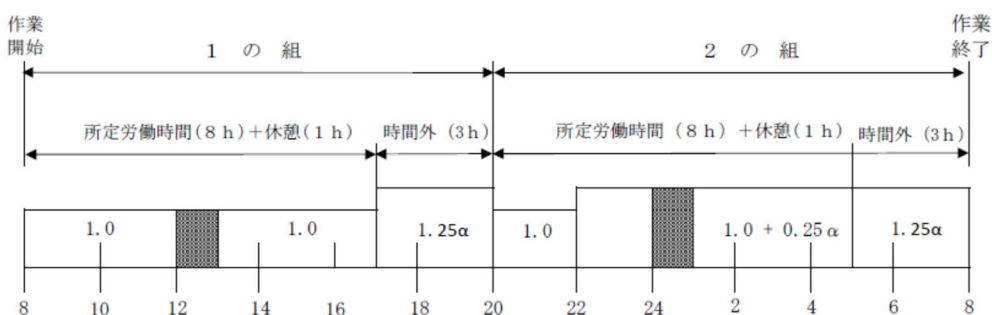 作業
開始
1 の 組
2 の 組
作業
終了
所定労働時間(8h)+休憩(1h)
時間外 (3h)
所定労働時間 (8h) +休憩(1h)
時間外 (3h)
1.0
1.0
1.25α
1.0
1.0 + 0.25α
1.25α
8 10 12 14 16 18 20 22 24 2 4 6 8